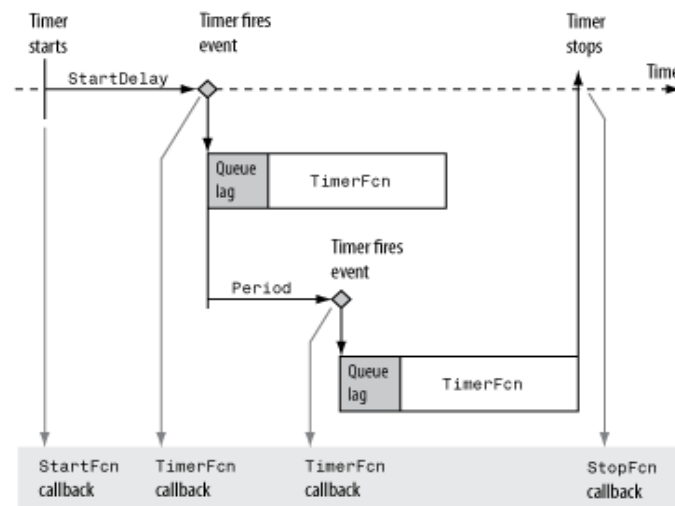 Timer
starts
Timer fires
event
Timer
stops
StartDelay
Time
Queue
lag
TimerFcn
Timer fires
event
Period
Queue
lag
TimerFcn
StartFcn
callback
TimerFcn
callback
TimerFcn
callback
StopFcn
callback